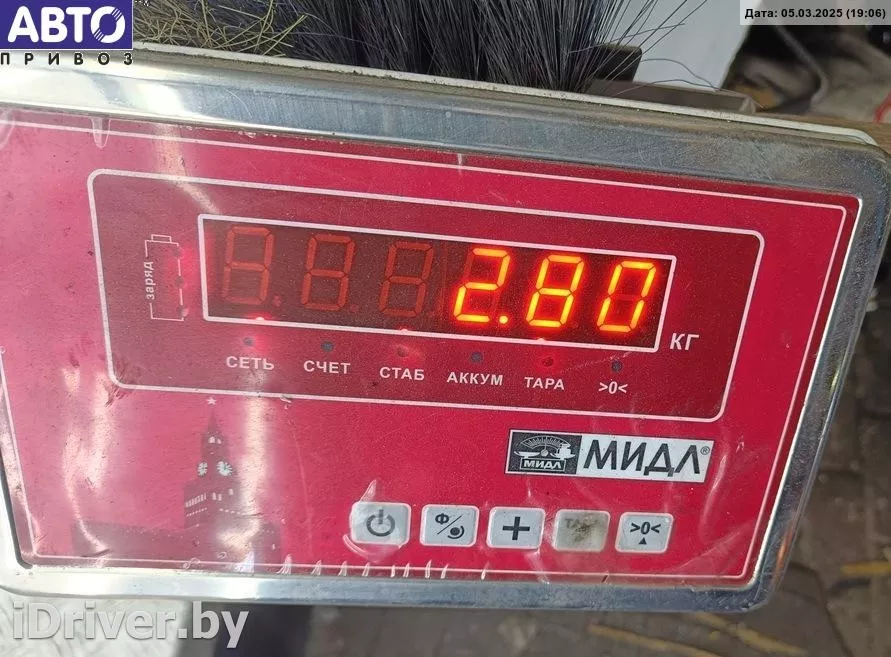 АВТО
ПРИВОЗ
Дата: 05.03.2025 (19:06)
заряд
2.80
КГ
СЕТЬ СЧЕТ СТАБ АККУМ ТАРА >0<
МИДЛ МИДЛ®
Ф/ + >0<
iDriver.by